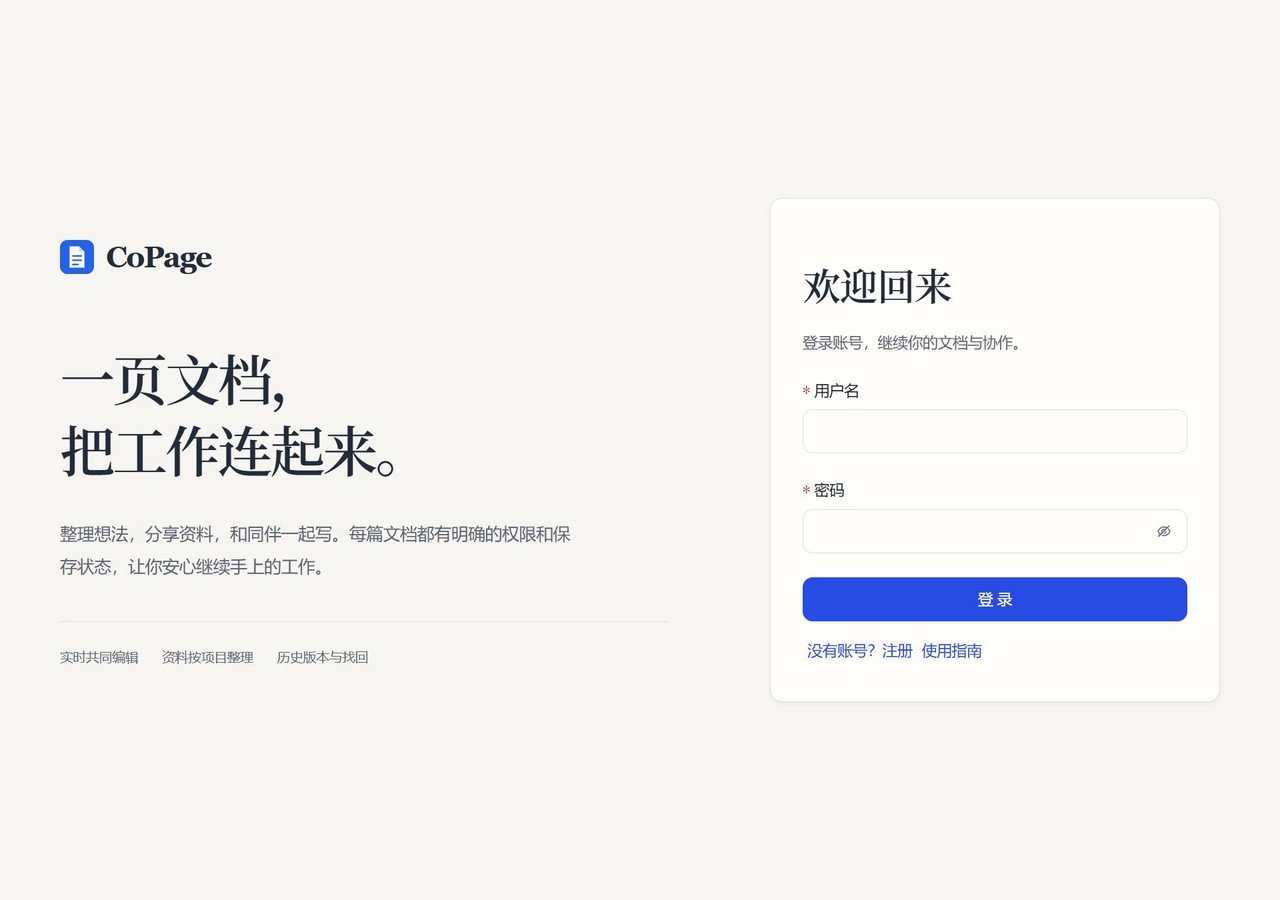 CoPage
一页文档，
把工作连起来。
整理想法，分享资料，和同伴一起写。每篇文档都有明确的权限和保
存状态，让你安心继续手上的工作。
实时共同编辑 资料按项目整理 历史版本与找回
欢迎回来
登录账号，继续你的文档与协作。
* 用户名
* 密码
登 录
没有账号？注册 使用指南